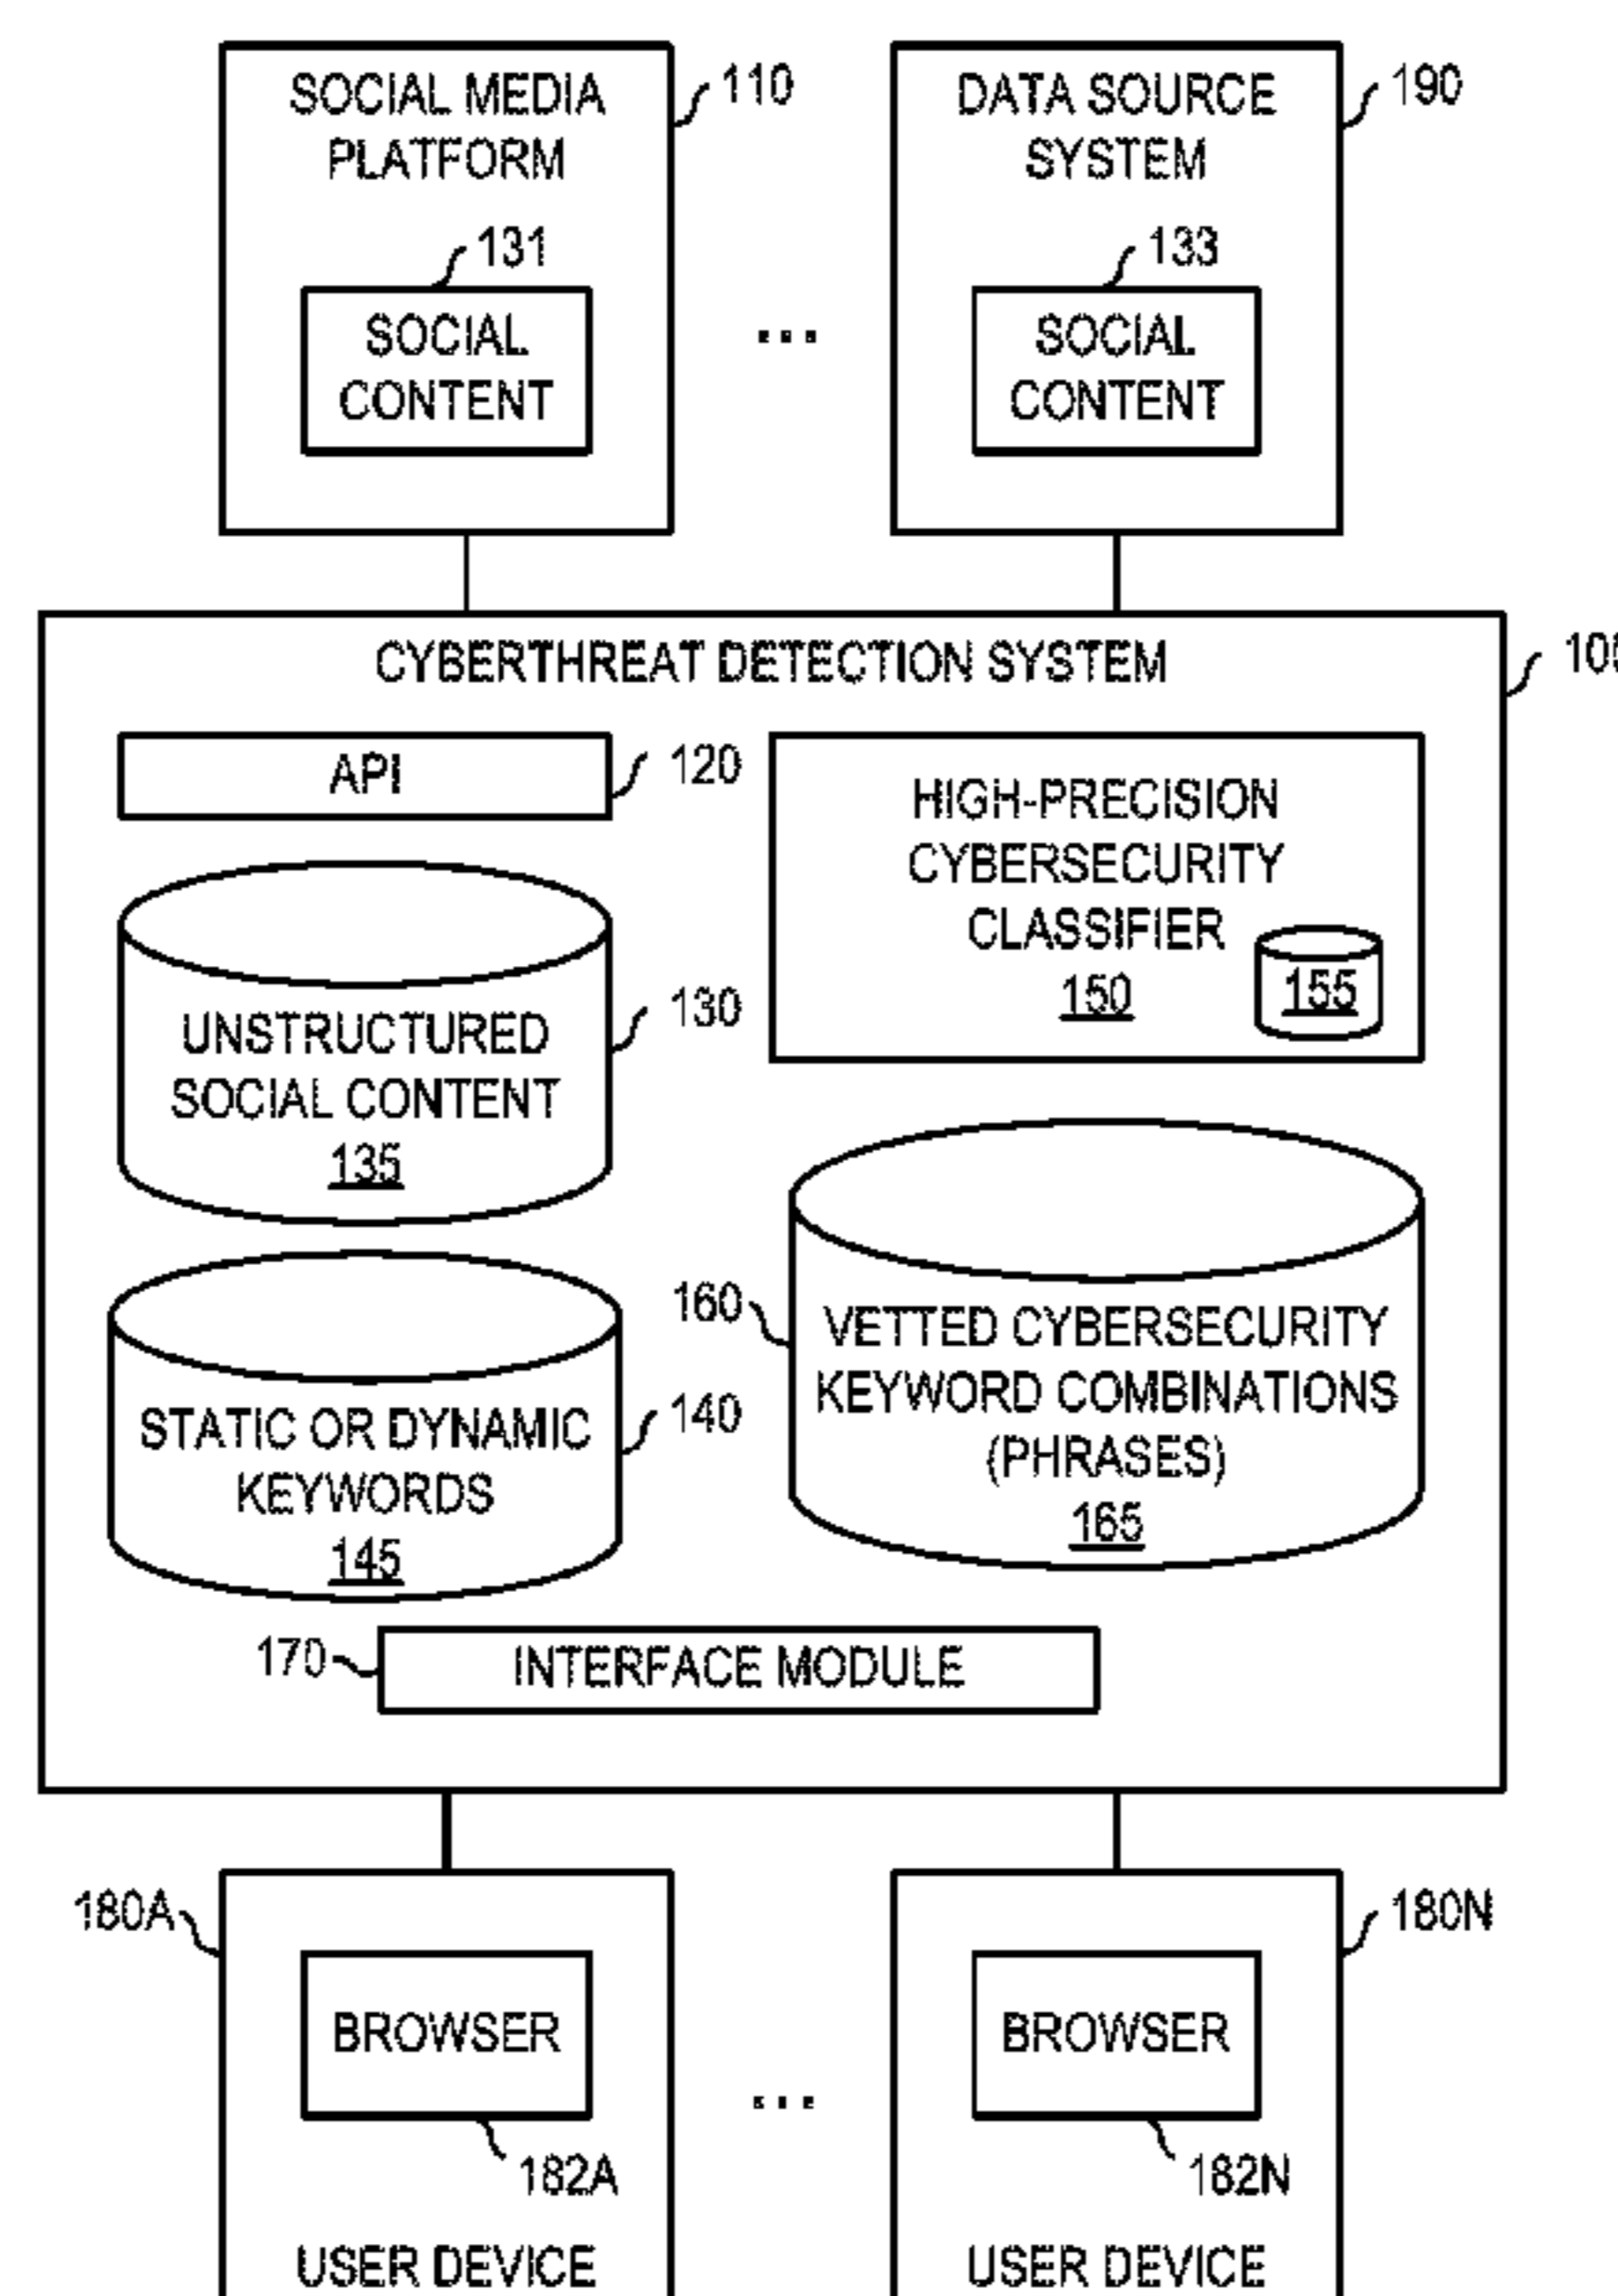 SOCIAL MEDIA
PLATFORM
110
131
SOCIAL
CONTENT
...
DATA SOURCE
SYSTEM
190
133
SOCIAL
CONTENT
CYBERTHREAT DETECTION SYSTEM
API
120
UNSTRUCTURED
SOCIAL CONTENT
135
130
STATIC OR DYNAMIC
KEYWORDS
145
140
HIGH-PRECISION
CYBERSECURITY
CLASSIFIER
150
155
160
VETTED CYBERSECURITY
KEYWORD COMBINATIONS
(PHRASES)
165
170
INTERFACE MODULE
180A
BROWSER
182A
USER DEVICE
...
180N
BROWSER
182N
USER DEVICE